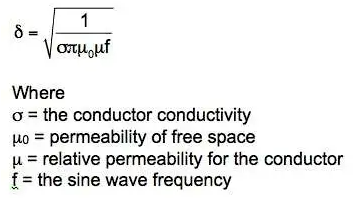 δ = √(1 / σπμ₀μf)
Where
σ = the conductor conductivity
μ₀ = permeability of free space
μ = relative permeability for the conductor
f = the sine wave frequency